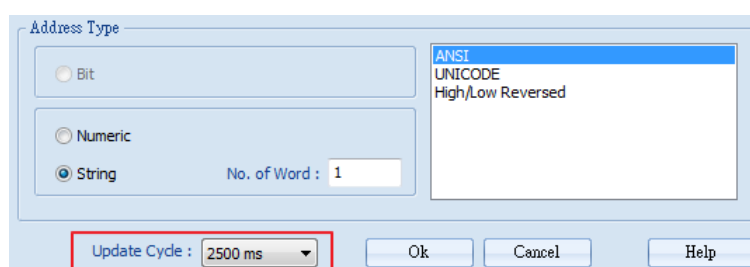 Address Type
Bit
ANSI
UNICODE
High/Low Reversed
Numeric
String No. of Word : 1
Update Cycle : 2500 ms Ok Cancel Help